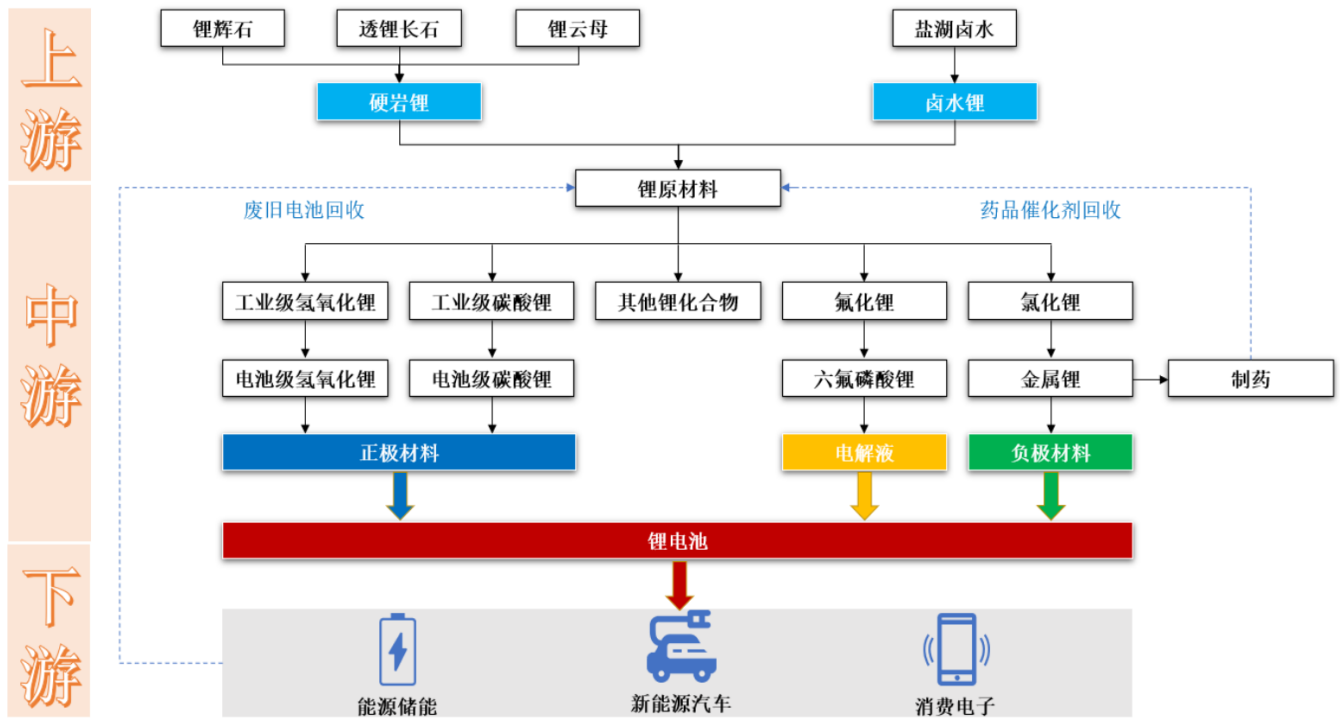 上游
锂辉石
透锂长石
锂云母
盐湖卤水
硬岩锂
卤水锂
中游
锂原材料
废旧电池回收
药品催化剂回收
工业级氢氧化锂
工业级碳酸锂
其他锂化合物
氟化锂
氯化锂
电池级氢氧化锂
电池级碳酸锂
六氟磷酸锂
金属锂
制药
正极材料
电解液
负极材料
锂电池
下游
能源储能
新能源汽车
消费电子